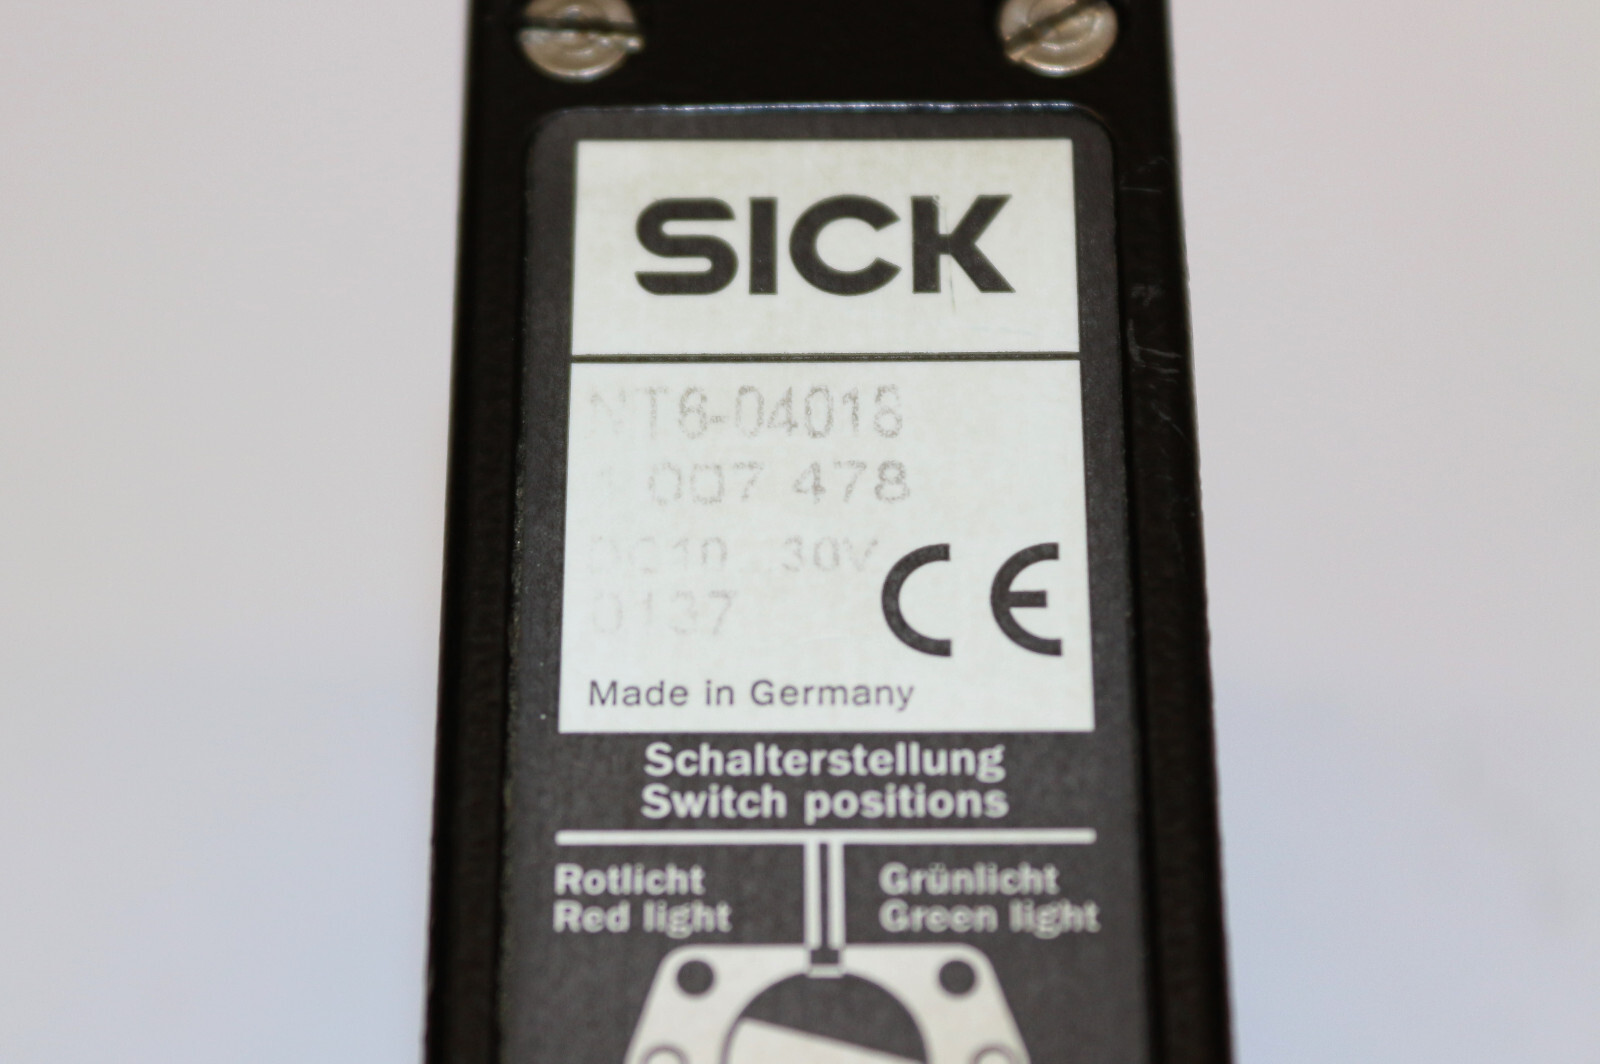 SICK
NT6-04018
1 007 478
DC10...30V
0137
CE
Made in Germany
Schalterstellung
Switch positions
Rotlicht
Red light
Grünlicht
Green light